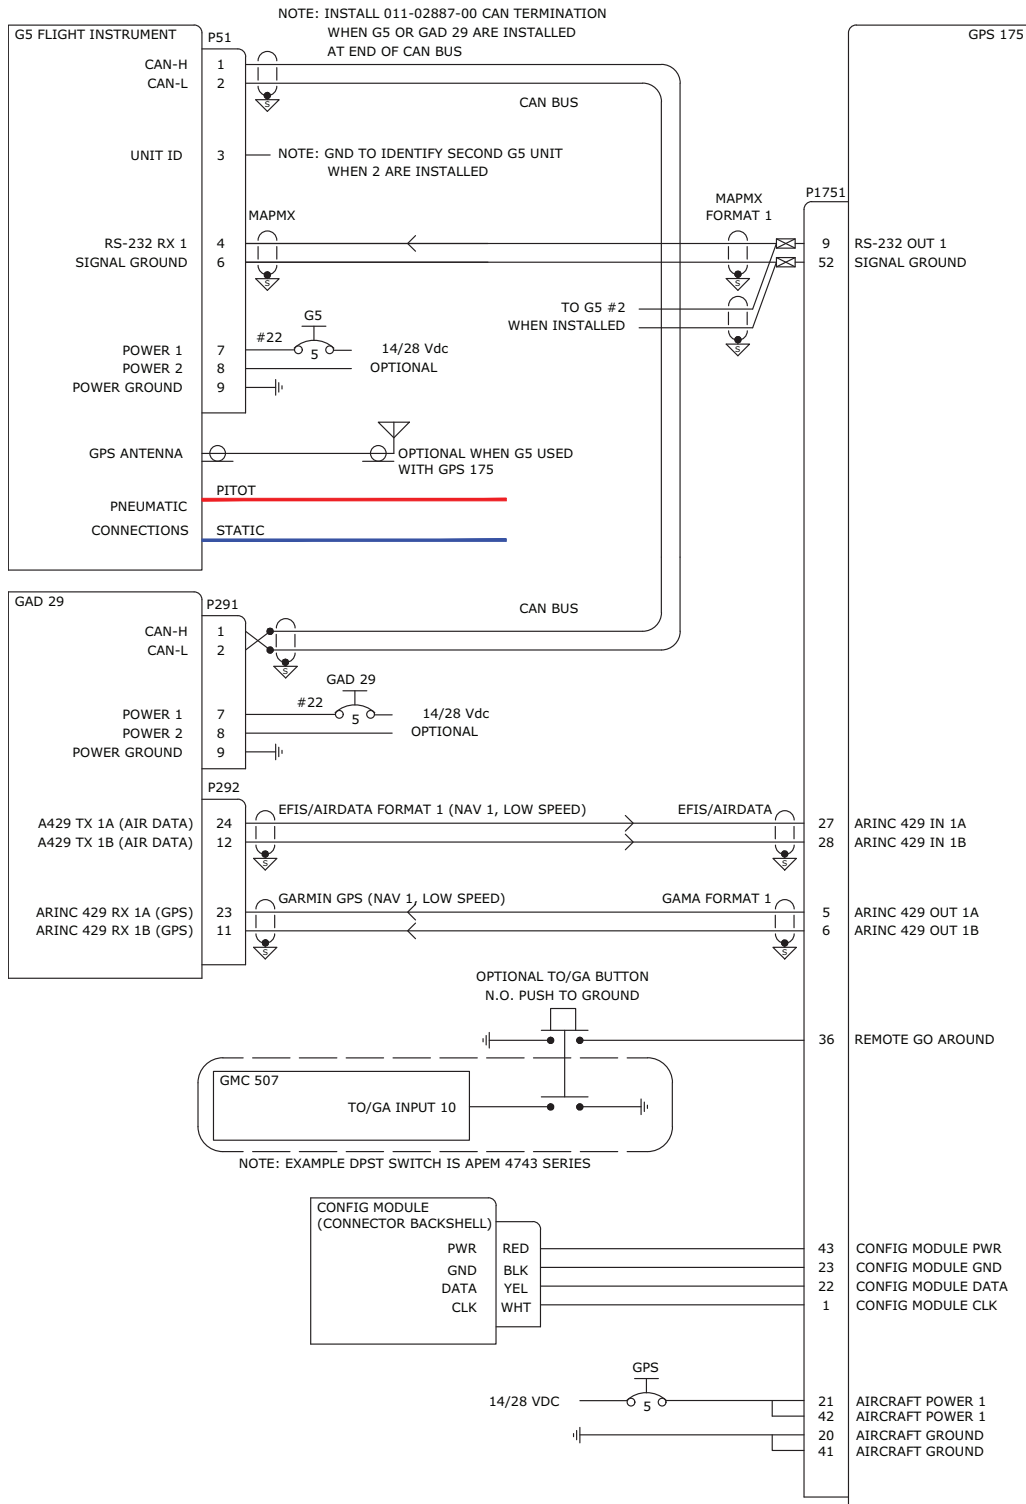 NOTE: INSTALL 011-02887-00 CAN TERMINATION
WHEN G5 OR GAD 29 ARE INSTALLED
AT END OF CAN BUS
G5 FLIGHT INSTRUMENT
P51
GPS 175
CAN-H 1
CAN-L 2
S
CAN BUS
UNIT ID 3
NOTE: GND TO IDENTIFY SECOND G5 UNIT
WHEN 2 ARE INSTALLED
P1751
MAPMX
MAPMX
FORMAT 1
RS-232 RX 1 4
9 RS-232 OUT 1
SIGNAL GROUND 6
52 SIGNAL GROUND
S
S
TO G5 #2
WHEN INSTALLED
S
G5
#22
5
14/28 Vdc
POWER 1 7
POWER 2 8
OPTIONAL
POWER GROUND 9
GPS ANTENNA
OPTIONAL WHEN G5 USED
WITH GPS 175
PITOT
PNEUMATIC
CONNECTIONS
STATIC
GAD 29
P291
CAN BUS
CAN-H 1
CAN-L 2
S
GAD 29
#22
5
14/28 Vdc
POWER 1 7
POWER 2 8
OPTIONAL
POWER GROUND 9
P292
EFIS/AIRDATA FORMAT 1 (NAV 1, LOW SPEED)
EFIS/AIRDATA
A429 TX 1A (AIR DATA) 24
27 ARINC 429 IN 1A
A429 TX 1B (AIR DATA) 12
28 ARINC 429 IN 1B
S
S
GARMIN GPS (NAV 1, LOW SPEED)
GAMA FORMAT 1
ARINC 429 RX 1A (GPS) 23
5 ARINC 429 OUT 1A
ARINC 429 RX 1B (GPS) 11
6 ARINC 429 OUT 1B
S
S
OPTIONAL TO/GA BUTTON
N.O. PUSH TO GROUND
36 REMOTE GO AROUND
GMC 507
TO/GA INPUT 10
NOTE: EXAMPLE DPST SWITCH IS APEM 4743 SERIES
CONFIG MODULE
(CONNECTOR BACKSHELL)
PWR RED
43 CONFIG MODULE PWR
GND BLK
23 CONFIG MODULE GND
DATA YEL
22 CONFIG MODULE DATA
CLK WHT
1 CONFIG MODULE CLK
GPS
14/28 VDC
5
21 AIRCRAFT POWER 1
42 AIRCRAFT POWER 1
20 AIRCRAFT GROUND
41 AIRCRAFT GROUND